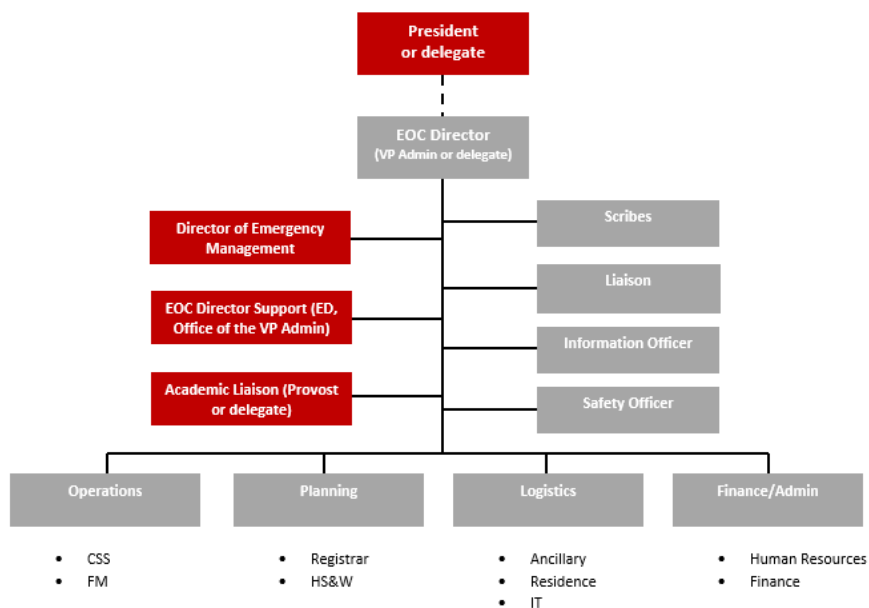 President
or delegate
EOC Director
(VP Admin or delegate)
Director of Emergency
Management
Scribes
EOC Director Support (ED,
Office of the VP Admin)
Liaison
Information Officer
Academic Liaison (Provost
or delegate)
Safety Officer
Operations
• CSS
• FM
Planning
• Registrar
• HS&W
Logistics
• Ancillary
• Residence
• IT
Finance/Admin
• Human Resources
• Finance